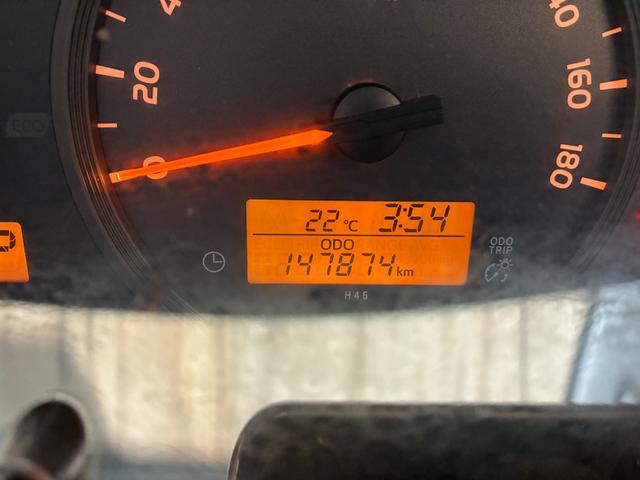 20
0
160
180
ECO
P
22°C 3:54
ODO
147874 km
ODO
TRIP
H45